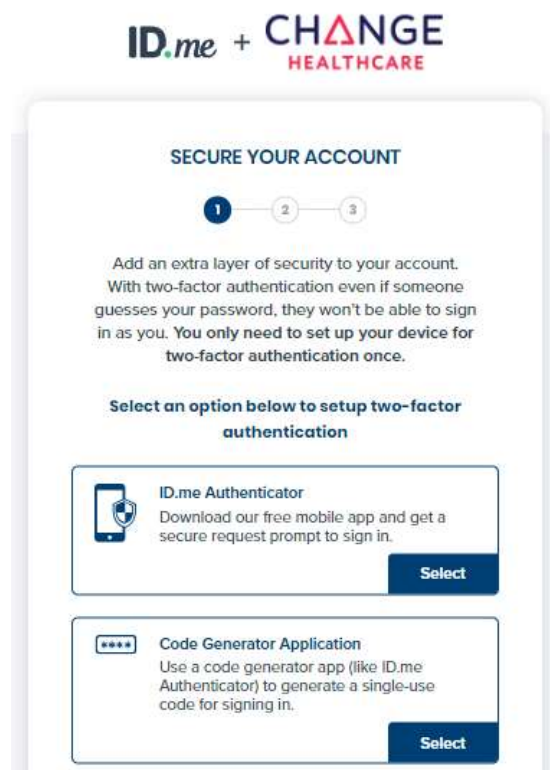 ID.me + CHANGE
HEALTHCARE
SECURE YOUR ACCOUNT
1 2 3
Add an extra layer of security to your account.
With two-factor authentication even if someone
guesses your password, they won't be able to sign
in as you. You only need to set up your device for
two-factor authentication once.
Select an option below to setup two-factor
authentication
ID.me Authenticator
Download our free mobile app and get a
secure request prompt to sign in.
Select
****
Code Generator Application
Use a code generator app (like ID.me
Authenticator) to generate a single-use
code for signing in.
Select